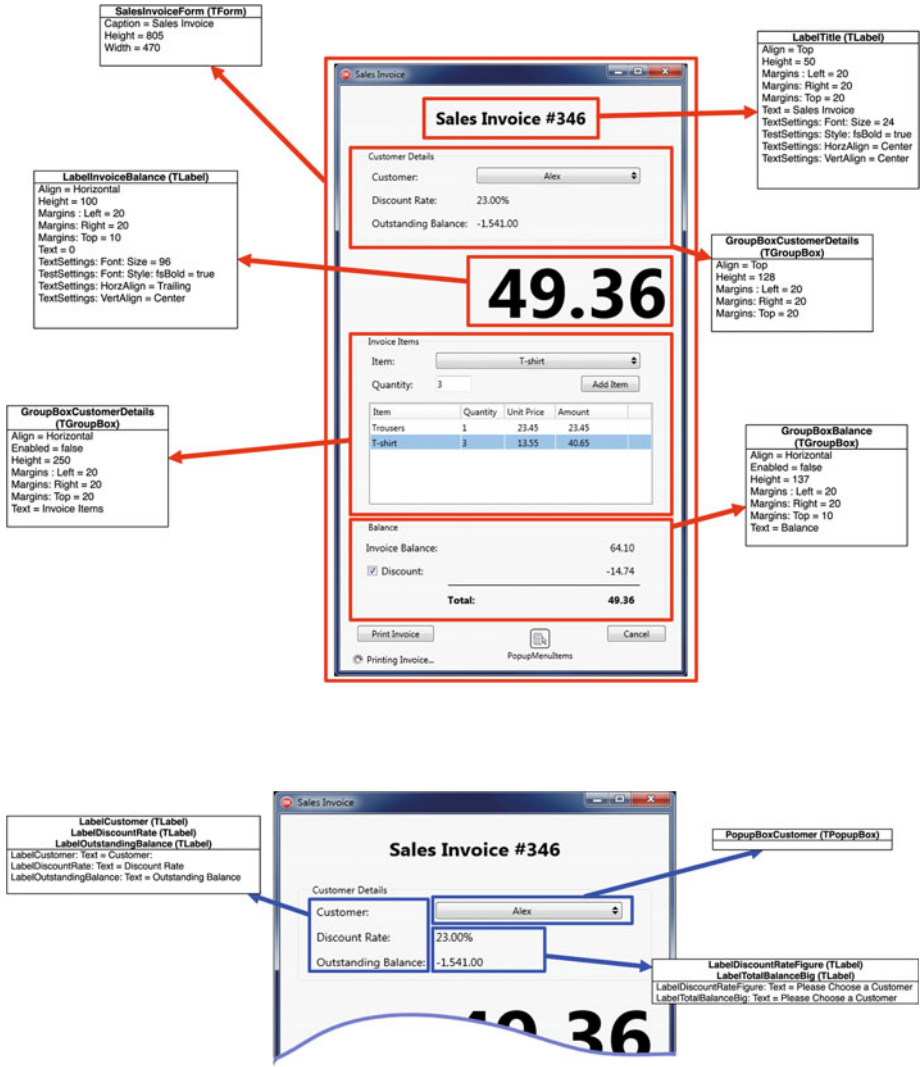 SalesInvoiceForm (TForm)
Caption = Sales Invoice
Height = 805
Width = 470
LabelTitle (TLabel)
Align = Top
Height = 50
Margins : Left = 20
Margins: Right = 20
Margins: Top = 20
Text = Sales Invoice
TextSettings: Font: Size = 24
TestSettings: Style: fsBold = true
TextSettings: HorzAlign = Center
TextSettings: VertAlign = Center
LabelInvoiceBalance (TLabel)
Align = Horizontal
Height = 100
Margins : Left = 20
Margins: Right = 20
Margins: Top = 10
Text = 0
TextSettings: Font: Size = 96
TestSettings: Font: Style: fsBold = true
TextSettings: HorzAlign = Trailing
TextSettings: VertAlign = Center
GroupBoxCustomerDetails
(TGroupBox)
Align = Top
Height = 128
Margins : Left = 20
Margins: Right = 20
Margins: Top = 20
GroupBoxCustomerDetails
(TGroupBox)
Align = Horizontal
Enabled = false
Height = 250
Margins : Left = 20
Margins: Right = 20
Margins: Top = 20
Text = Invoice Items
GroupBoxBalance
(TGroupBox)
Align = Horizontal
Enabled = false
Height = 137
Margins : Left = 20
Margins: Right = 20
Margins: Top = 10
Text = Balance
Sales Invoice
Sales Invoice #346
Customer Details
Customer: Alex
Discount Rate: 23.00%
Outstanding Balance: -1,541.00
49.36
Invoice Items
Item: T-shirt
Quantity: 3 Add Item
Item Quantity Unit Price Amount
Trousers 1 23.45 23.45
T-shirt 3 13.55 40.65
Balance
Invoice Balance: 64.10
Discount: -14.74
Total: 49.36
Print Invoice Cancel
PopupMenuItems
Printing Invoice...
LabelCustomer (TLabel)
LabelDiscountRate (TLabel)
LabelOutstandingBalance (TLabel)
LabelCustomer: Text = Customer:
LabelDiscountRate: Text = Discount Rate
LabelOutstandingBalance: Text = Outstanding Balance
Sales Invoice
Sales Invoice #346
Customer Details
Customer: Alex
Discount Rate: 23.00%
Outstanding Balance: -1,541.00
49.36
PopupBoxCustomer (TPopupBox)
LabelDiscountRateFigure (TLabel)
LabelTotalBalanceBig (TLabel)
LabelDiscountRateFigure: Text = Please Choose a Customer
LabelTotalBalanceBig: Text = Please Choose a Customer